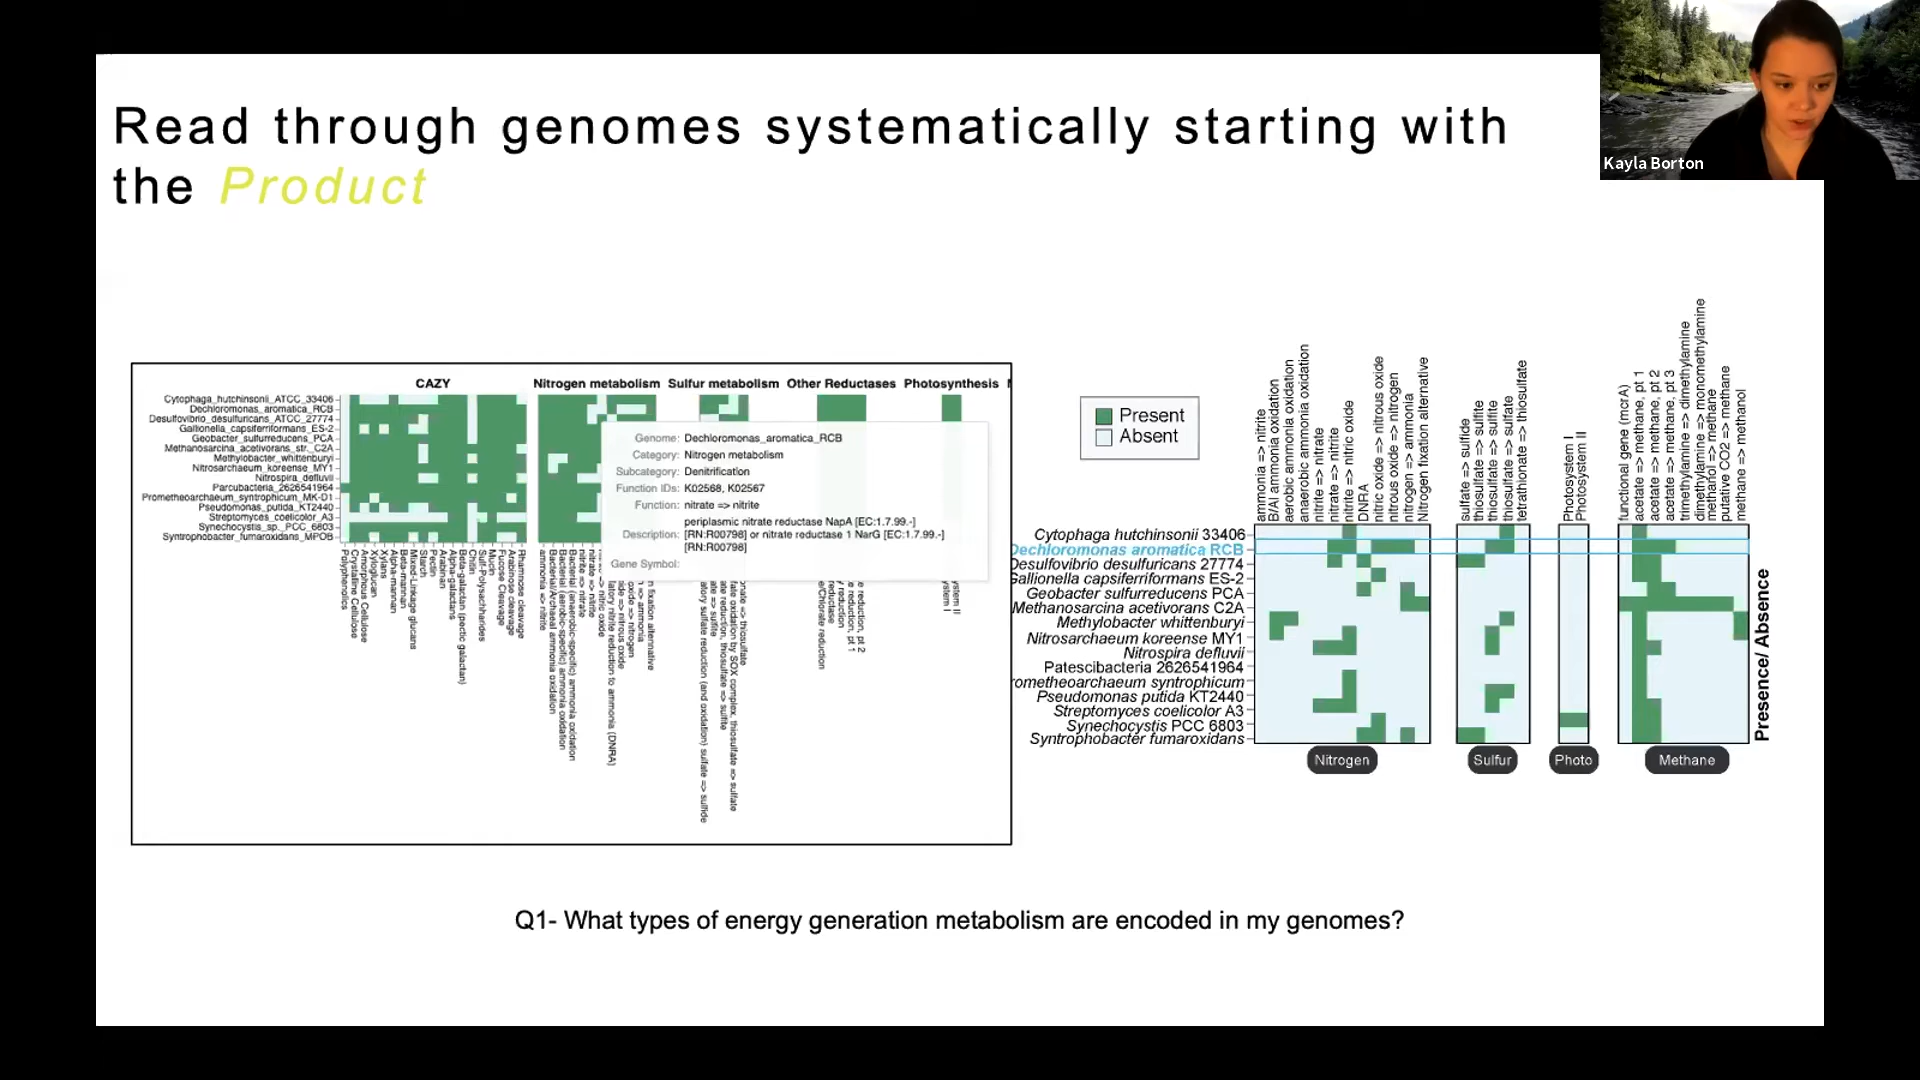 Read through genomes systematically starting with
the Product
Kayla Borton
CAZY
Nitrogen metabolism
Sulfur metabolism
Other Reductases
Photosynthesis
Cytophaga_hutchinsonii_ATCC_33406
Dechloromonas_aromatica_RCB
Desulfovibrio_desulfuricans_ATCC_27774
Gallionella_capsiferriformans_ES-2
Geobacter_sulfurreducens_PCA
Methanosarcina_acetivorans_str._C2A
Methylobacter_whittenburyi
Nitrosarchaeum_koreense_MY1
Nitrospira_defluvii
Parcubacteria_2626541964
Prometheoarchaeum_syntrophicum_MK-D1
Pseudomonas_putida_KT2440
Streptomyces_coelicolor_A3
Synechocystis_sp._PCC_6803
Syntrophobacter_fumaroxidans_MPOB
Genome: Dechloromonas_aromatica_RCB
Category: Nitrogen metabolism
Subcategory: Denitrification
Function IDs: K02568, K02567
Function: nitrate => nitrite
Description: periplasmic nitrate reductase NapA [EC:1.7.99.-]
[RN:R00798] or nitrate reductase 1 NarG [EC:1.7.99.-]
[RN:R00798]
Gene Symbol:
Polyphenolics
Crystalline Cellulose
Amorphous Cellulose
Xyloglucan
Xylans
Alpha-mannan
Beta-mannan
Mixed-Linkage glucans
Starch
Pectin
Arabinan
Alpha-galactans
Beta-galactan (pectic galactan)
Chitin
Sulf-Polysachharides
Mucin
Fucose Cleavage
Arabinose cleavage
Rhamnose cleavage
ammonia => nitrite
Bacterial/Archaeal ammonia oxidation
Bacterial (aerobic-specific) ammonia oxidation
Bacterial (anaerobic-specific) ammonia oxidation
nitrite => nitrate
nitrate => nitrite
=> nitric oxide
latory nitrite reduction to ammonia (DNRA)
ide => nitrous oxide
oxide => nitrogen
=> ammonia
n fixation alternative
atory sulfate reduction (and oxidation) sulfate => sulfide
ate => sulfite
ate reduction, thiosulfate => sulfite
fate oxidation by SOX complex, thiosulfate => sulfate
onate => thiosulfate
e/Chlorate reduction
reductase
reduction
e reduction, pt 1
e reduction, pt 2
ystem I
ystem II
Present
Absent
ammonia => nitrite
B/AI ammonia oxidation
aerobic ammonia oxidation
anaerobic ammonia oxidation
nitrite => nitrate
nitrate => nitrite
nitrite => nitric oxide
DNRA
nitric oxide => nitrous oxide
nitrous oxide => nitrogen
nitrogen => ammonia
Nitrogen fixation alternative
sulfate => sulfide
thiosulfate => sulfite
thiosulfate => sulfite
thiosulfate => sulfate
tetrathionate => thiosulfate
Photosystem I
Photosystem II
functional gene (mcrA)
acetate => methane, pt 1
acetate => methane, pt 2
acetate => methane, pt 3
trimethylamine => dimethylamine
dimethylamine => monomethylamine
methanol => methane
putative CO2 => methane
methane => methanol
Cytophaga hutchinsonii 33406
Dechloromonas aromatica RCB
Desulfovibrio desulfuricans 27774
Gallionella capsiferriformans ES-2
Geobacter sulfurreducens PCA
Methanosarcina acetivorans C2A
Methylobacter whittenburyi
Nitrosarchaeum koreense MY1
Nitrospira defluvii
Patescibacteria 2626541964
rometheoarchaeum syntrophicum
Pseudomonas putida KT2440
Streptomyces coelicolor A3
Synechocystis PCC 6803
Syntrophobacter fumaroxidans
Presence/ Absence
Nitrogen
Sulfur
Photo
Methane
Q1- What types of energy generation metabolism are encoded in my genomes?